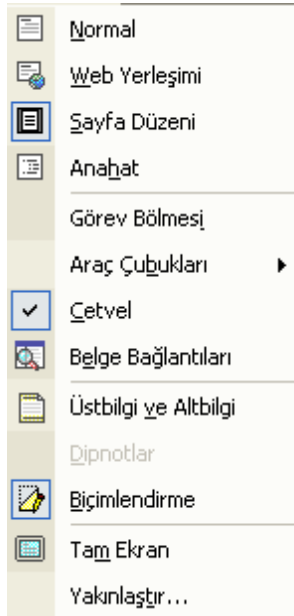 Normal
Web Yerleşimi
Sayfa Düzeni
Anahat
Görev Bölmesi
Araç Çubukları
Cetvel
Belge Bağlantıları
Üstbilgi ve Altbilgi
Dipnotlar
Biçimlendirme
Tam Ekran
Yakınlaştır...